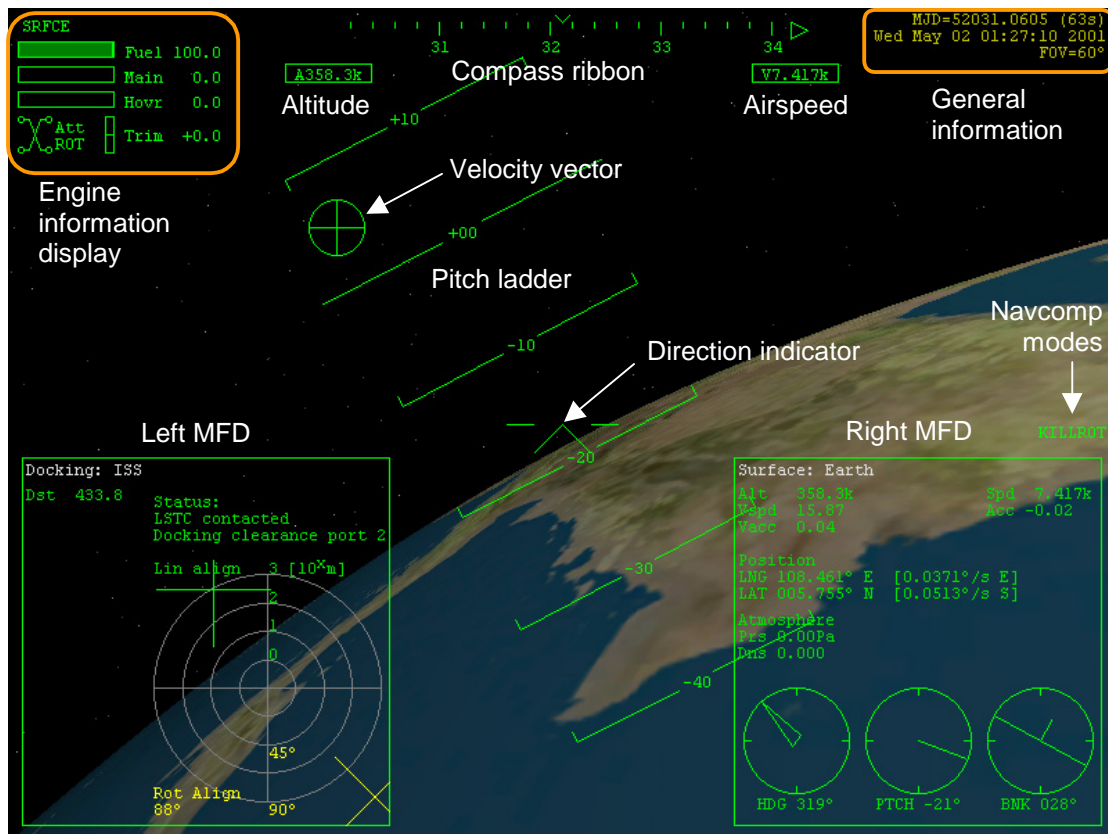 SRFCE
Fuel 100.0
Main 0.0
Hovr 0.0
Att
ROT
Trim +0.0
Engine
information
display
31 32 33 34
A358.3k
Altitude
Compass ribbon
V7.417k
Airspeed
MJD=52031.0605 (63s)
Wed May 02 01:27:10 2001
FOV=60°
General
information
+10
Velocity vector
+00
Pitch ladder
-10
Direction indicator
-20
-30
-40
Navcomp
modes
KILLROT
Left MFD
Docking: ISS
Dst 433.8
Status:
LSTC contacted
Docking clearance port 2
Lin align 3 [10^x m]
2
1
0
45°
Rot Align
88° 90°
Right MFD
Surface: Earth
Alt 358.3k Spd 7.417k
Vspd 15.87 Acc -0.02
Vacc 0.04
Position
LNG 108.461° E [0.0371°/s E]
LAT 005.755° N [0.0513°/s S]
Atmosphere
Prs 0.00Pa
Dns 0.000
HDG 319° PTCH -21° BNK 028°